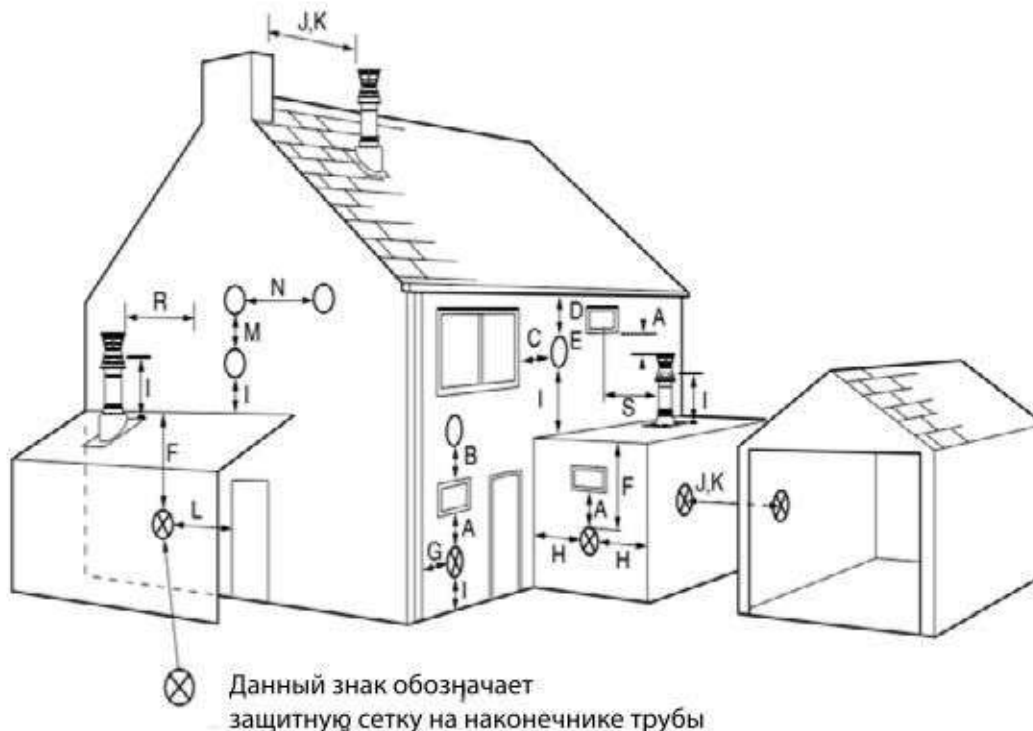 J,K
N
R
M
D
A
E
C
I
I
I
S
I
F
B
F
J,K
L
A
A
G
H
H
I
Данный знак обозначает
защитную сетку на наконечнике трубы